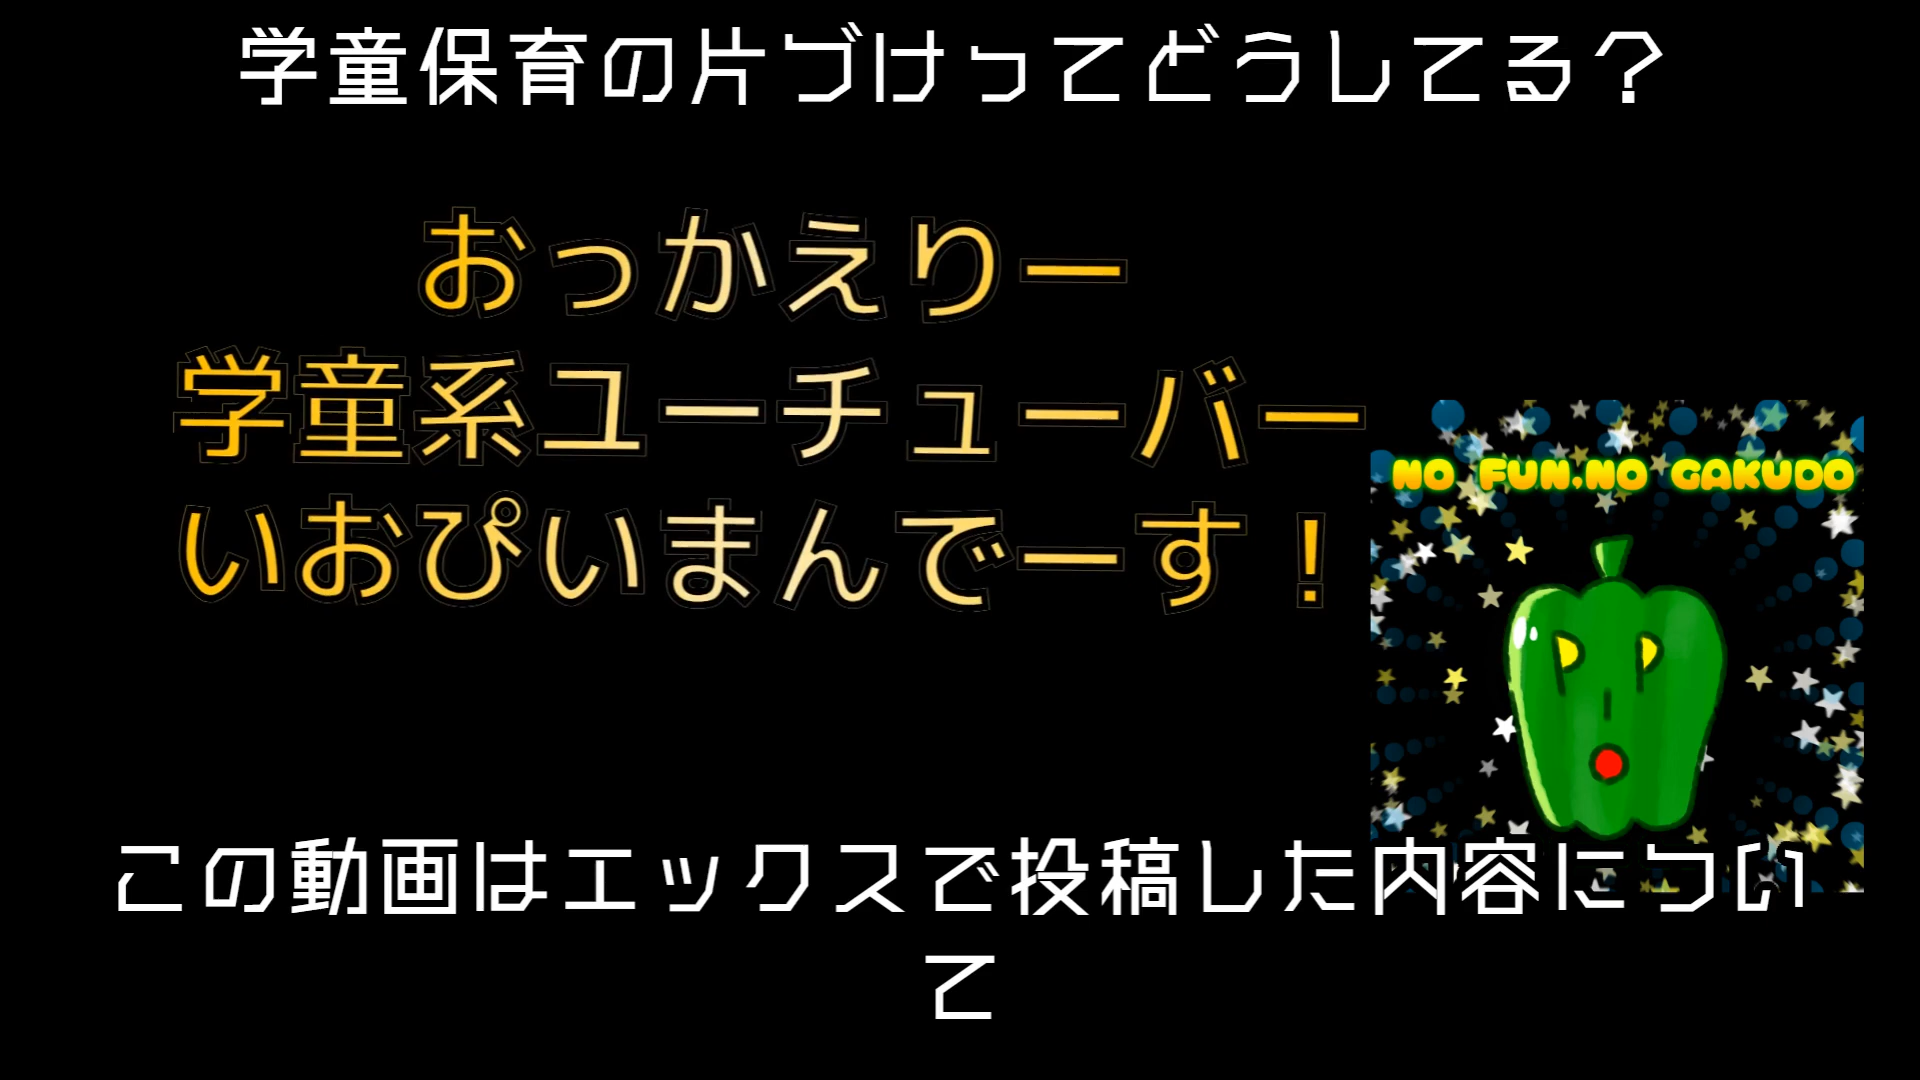 学童保育の片づけってどうしてる？
おっかえりー
学童系ユーチューバー
いおぴいまんでーす！
NO FUN.NO GAKUDO
この動画はエックスで投稿した内容につい
て